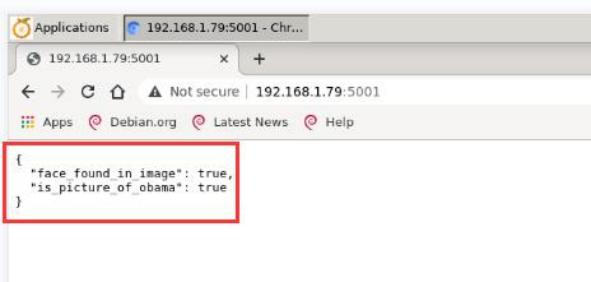 Applications 192.168.1.79:5001 - Chr...
192.168.1.79:5001
Not secure | 192.168.1.79:5001
Apps Debian.org Latest News Help
{
"face_found_in_image": true,
"is_picture_of_obama": true
}